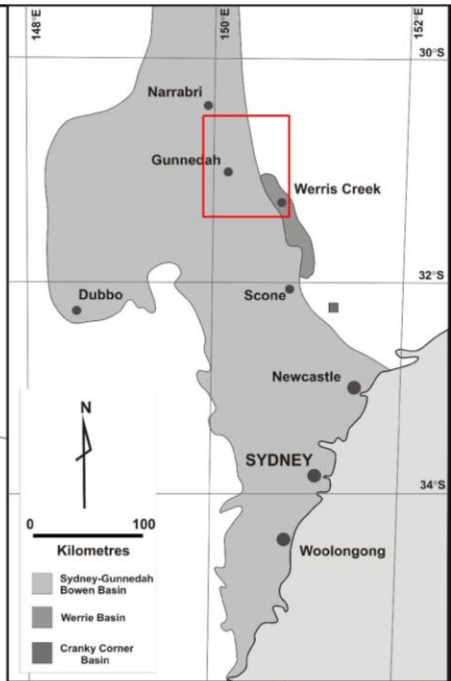 148°E
150°E
152°E
30°S
Narrabri
Gunnedah
Werris Creek
32°S
Dubbo
Scone
Newcastle
N
SYDNEY
34°S
0 100
Kilometres
Woolongong
Sydney-Gunnedah
Bowen Basin
Werrie Basin
Cranky Corner
Basin